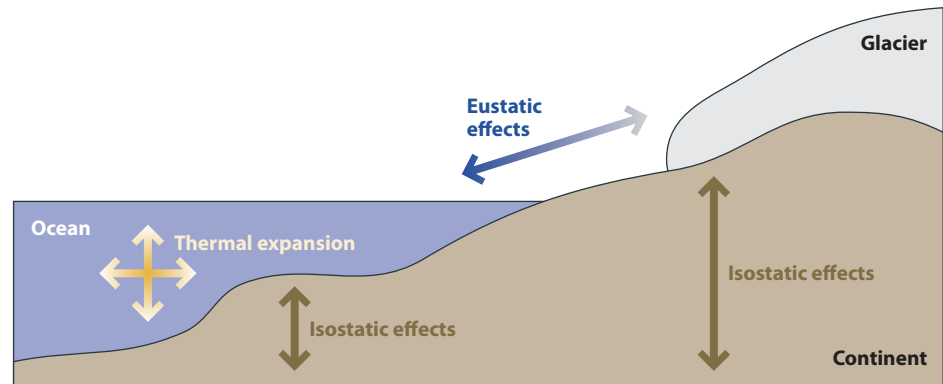 Glacier
Eustatic
effects
Ocean
Thermal expansion
Isostatic effects
Isostatic effects
Continent